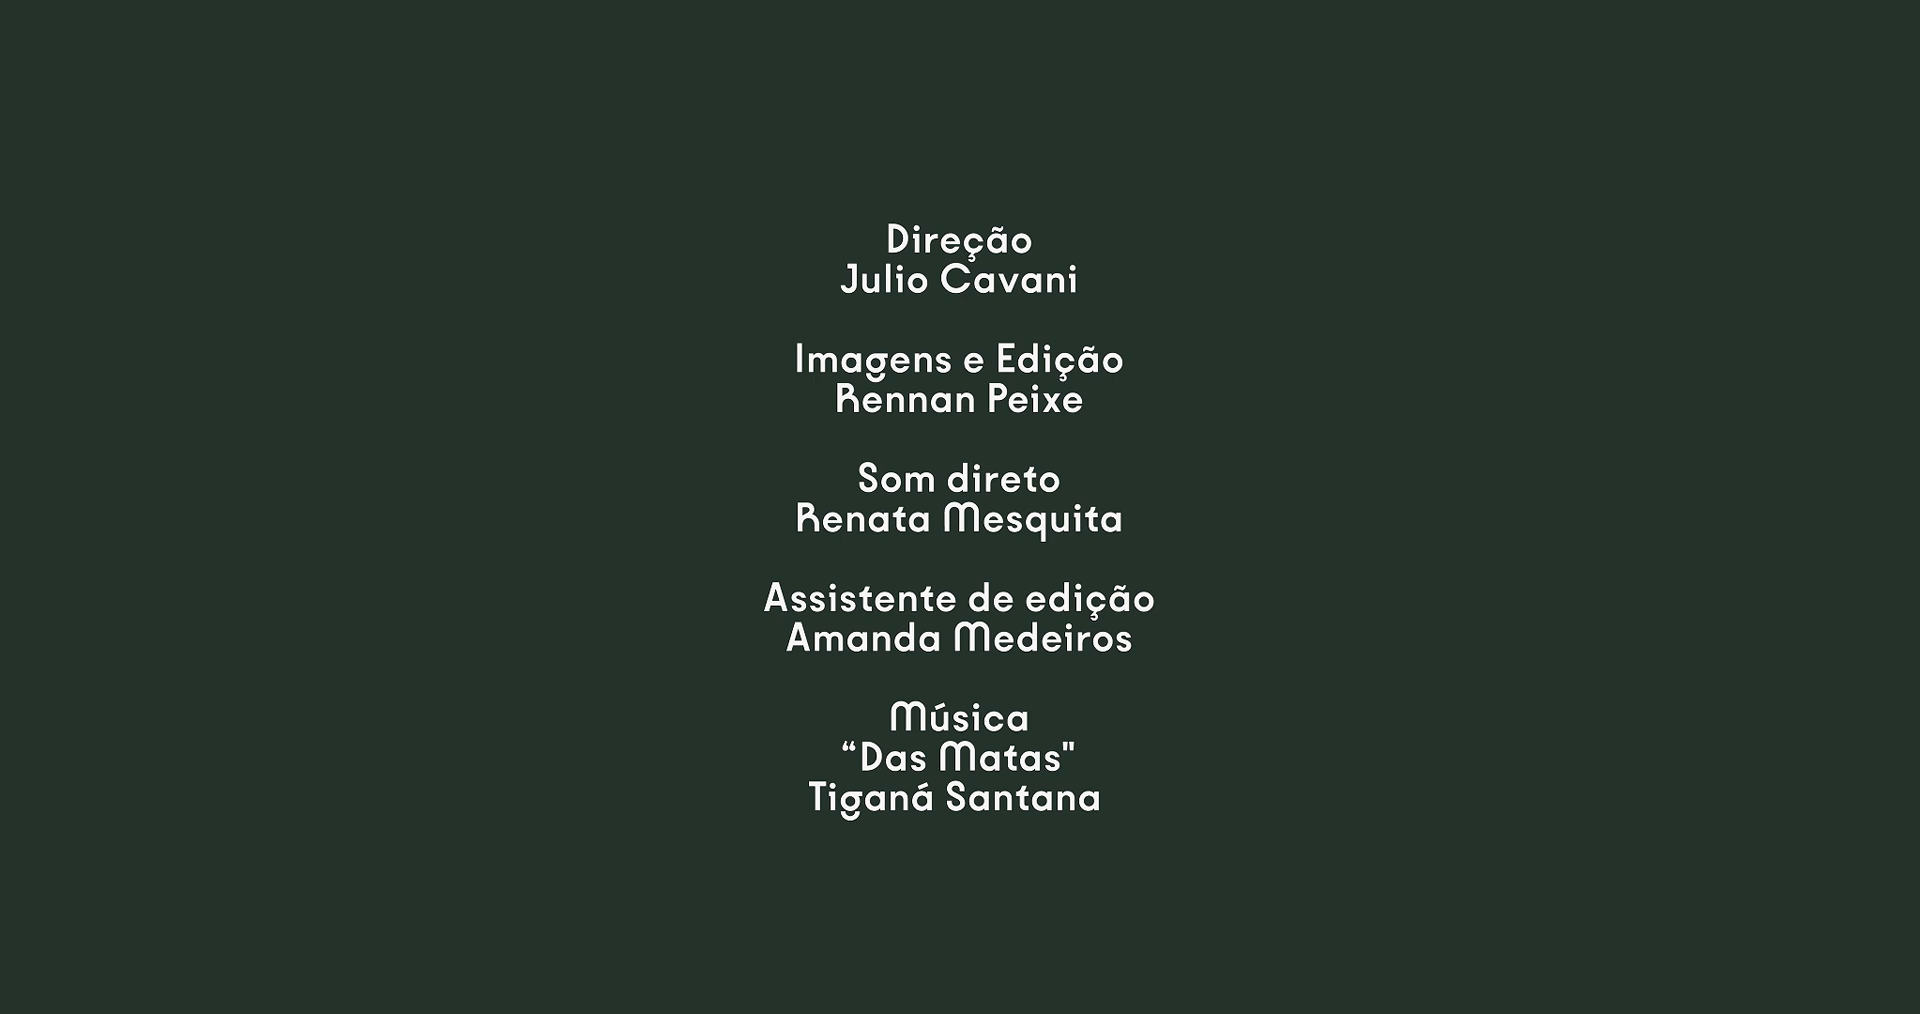 Direção
Julio Cavani
Imagens e Edição
Rennan Peixe
Som direto
Renata Mesquita
Assistente de edição
Amanda Medeiros
Música
“Das Matas"
Tiganá Santana